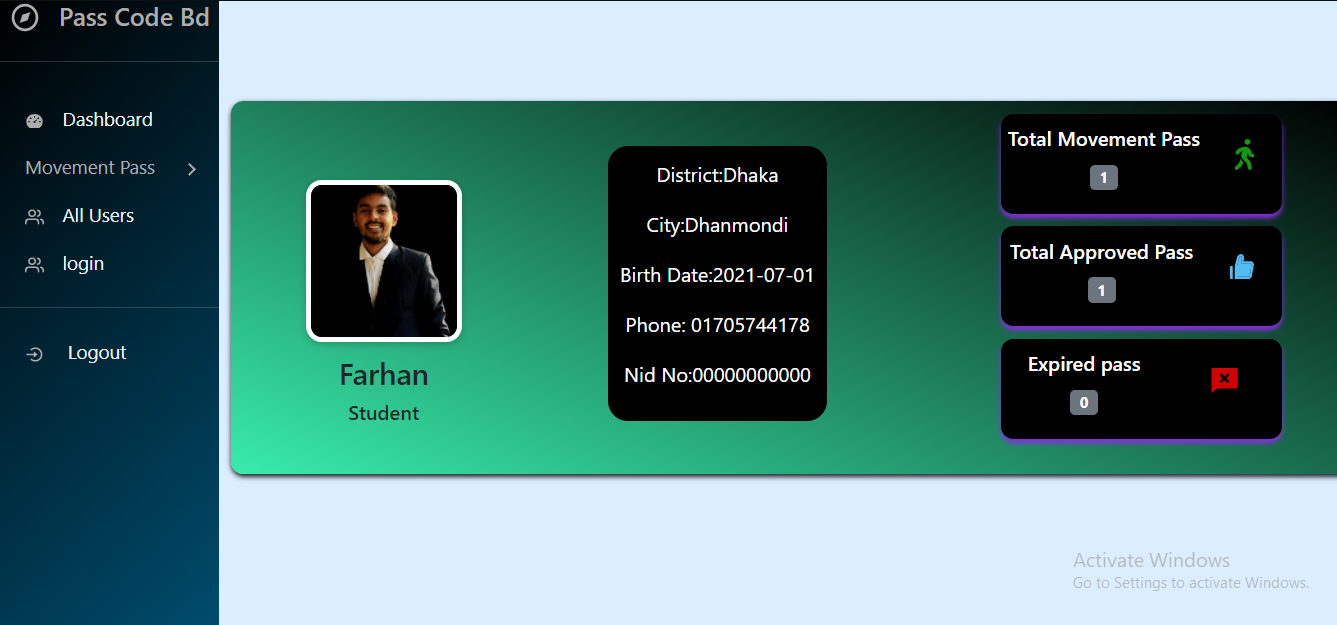 Pass Code Bd
Dashboard
Movement Pass
All Users
login
Logout
Farhan
Student
District:Dhaka
City:Dhanmondi
Birth Date:2021-07-01
Phone: 01705744178
Nid No:00000000000
Total Movement Pass
1
Total Approved Pass
1
Expired pass
0
Activate Windows
Go to Settings to activate Windows.